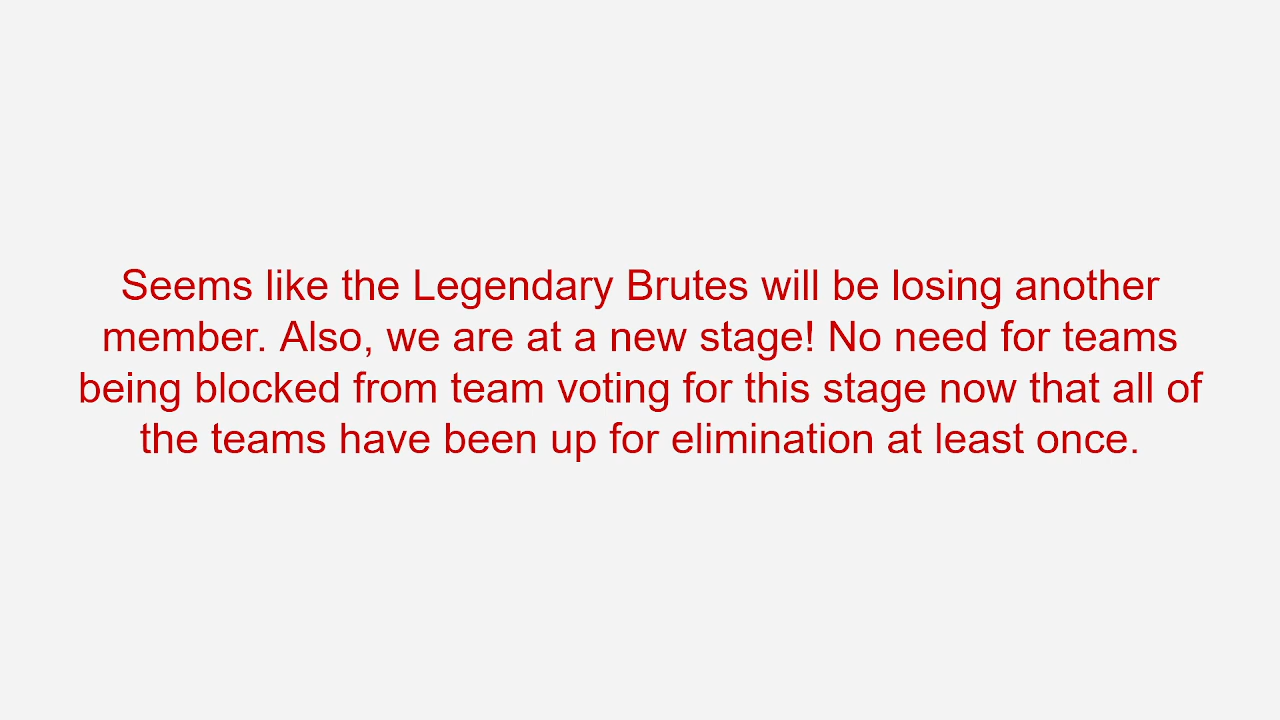 Seems like the Legendary Brutes will be losing another
member. Also, we are at a new stage! No need for teams
being blocked from team voting for this stage now that all of
the teams have been up for elimination at least once.